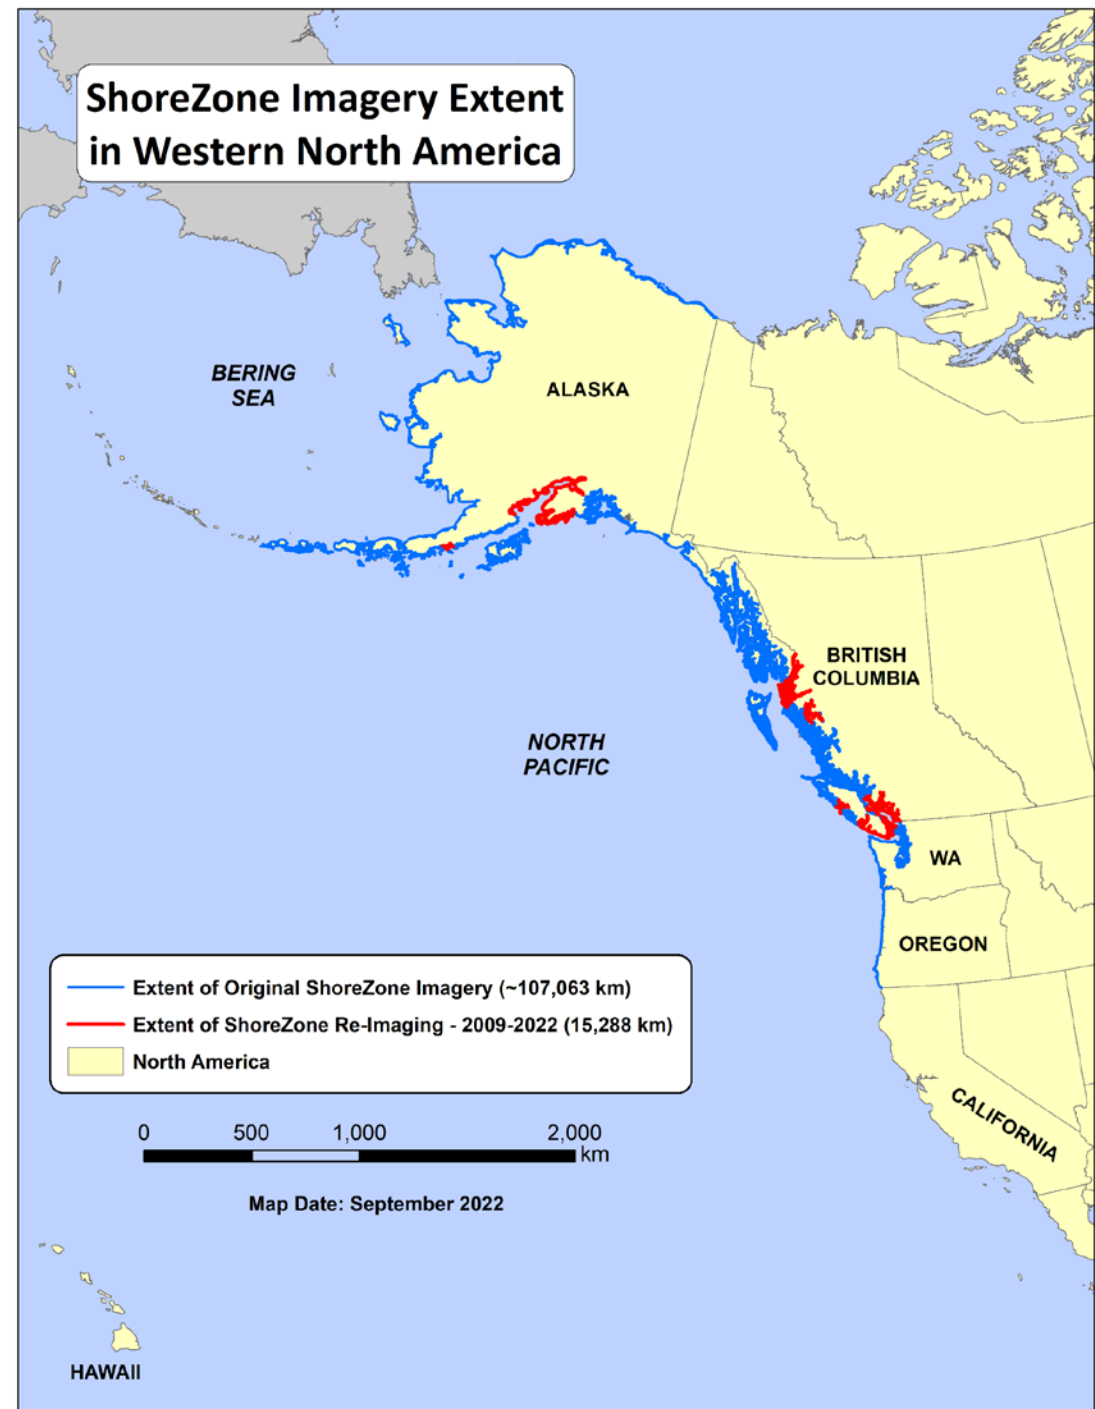 ShoreZone Imagery Extent
in Western North America
BERING
SEA
ALASKA
BRITISH
COLUMBIA
NORTH
PACIFIC
WA
OREGON
Extent of Original ShoreZone Imagery (~107,063 km)
Extent of ShoreZone Re-Imaging - 2009-2022 (15,288 km)
North America
CALIFORNIA
0 500 1,000 2,000
km
Map Date: September 2022
HAWAII